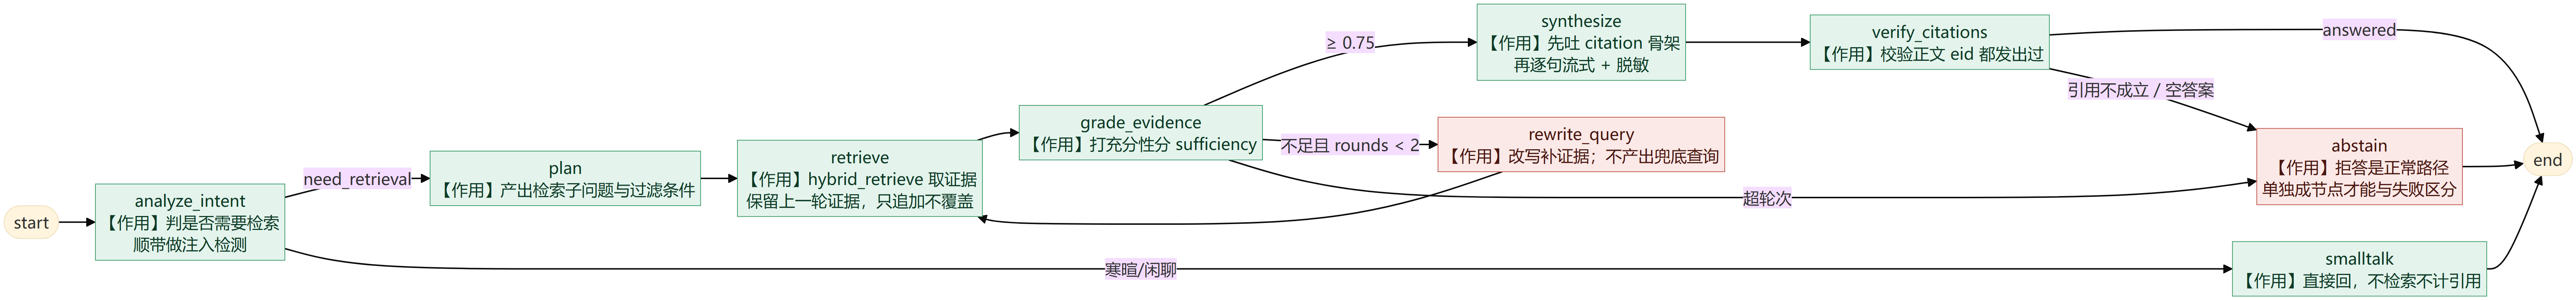 start
analyze_intent
【作用】判是否需要检索
顺带做注入检测
need_retrieval
plan
【作用】产出检索子问题与过滤条件
retrieve
【作用】hybrid_retrieve 取证据
保留上一轮证据，只追加不覆盖
grade_evidence
【作用】打充分性分 sufficiency
≥ 0.75
synthesize
【作用】先吐 citation 骨架
再逐句流式 + 脱敏
verify_citations
【作用】校验正文 eid 都发出过
answered
引用不成立 / 空答案
不足且 rounds < 2
rewrite_query
【作用】改写补证据；不产出兜底查询
超轮次
abstain
【作用】拒答是正常路径
单独成节点才能与失败区分
寒暄/闲聊
smalltalk
【作用】直接回，不检索不计引用
end